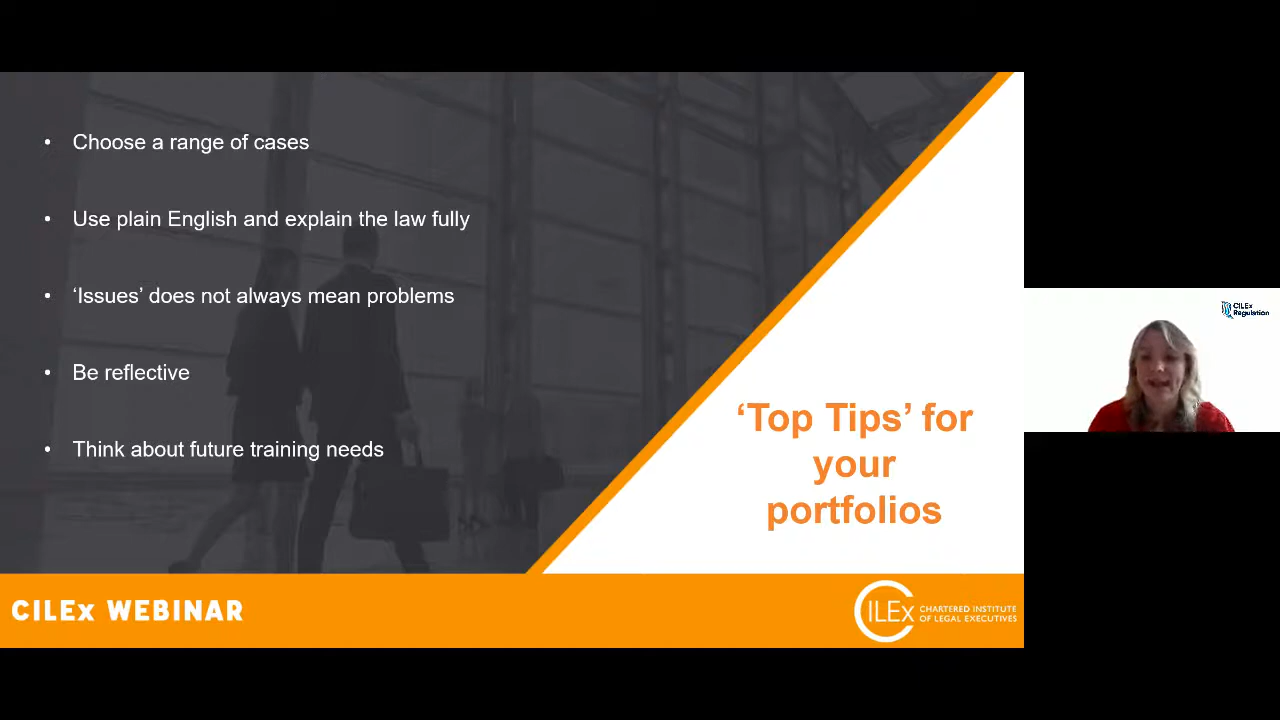 • Choose a range of cases
• Use plain English and explain the law fully
• ‘Issues’ does not always mean problems
• Be reflective
• Think about future training needs
‘Top Tips’ for
your
portfolios
CILEx WEBINAR
CILEx
CHARTERED INSTITUTE
OF LEGAL EXECUTIVES
CILEx
Regulation